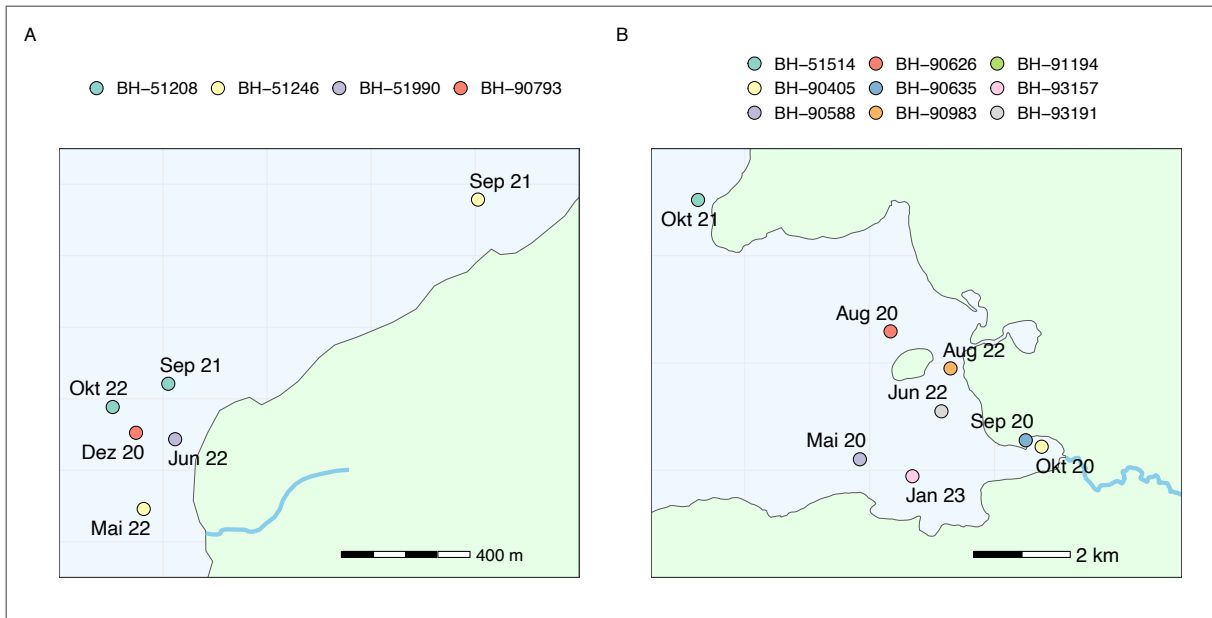 A
BH−51208 BH−51246 BH−51990 BH−90793
Sep 21
Sep 21
Okt 22
Dez 20
Jun 22
Mai 22
400 m
B
BH−51514 BH−90626 BH−91194
BH−90405 BH−90635 BH−93157
BH−90588 BH−90983 BH−93191
Okt 21
Aug 20
Aug 22
Jun 22
Sep 20
Mai 20
Okt 20
Jan 23
2 km